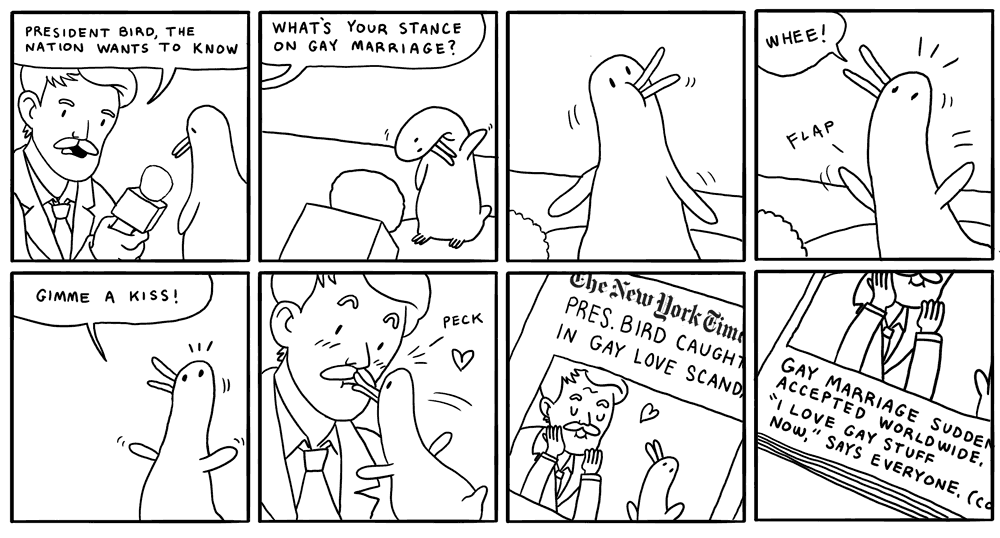 PRESIDENT BIRD, THE
NATION WANTS TO KNOW
WHAT'S YOUR STANCE
ON GAY MARRIAGE?
WHEE!
FLAP
GIMME A KISS!
PECK
The New York Time
PRES. BIRD CAUGHT
IN GAY LOVE SCAND
GAY MARRIAGE SUDDEN
ACCEPTED WORLDWIDE.
"I LOVE GAY STUFF
NOW," SAYS EVERYONE. (CO